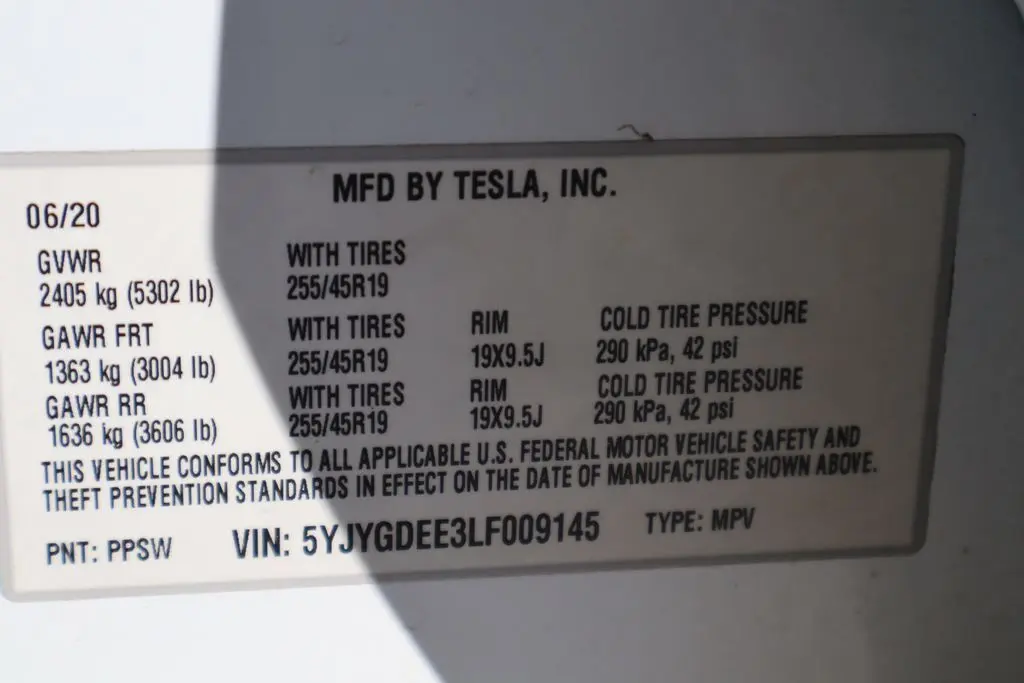 MFD BY TESLA, INC.
06/20
GVWR WITH TIRES
2405 kg (5302 lb) 255/45R19
GAWR FRT WITH TIRES RIM COLD TIRE PRESSURE
1363 kg (3004 lb) 255/45R19 19X9.5J 290 kPa, 42 psi
GAWR RR WITH TIRES RIM COLD TIRE PRESSURE
1636 kg (3606 lb) 255/45R19 19X9.5J 290 kPa, 42 psi
THIS VEHICLE CONFORMS TO ALL APPLICABLE U.S. FEDERAL MOTOR VEHICLE SAFETY AND
THEFT PREVENTION STANDARDS IN EFFECT ON THE DATE OF MANUFACTURE SHOWN ABOVE.
PNT: PPSW VIN: 5YJYGDEE3LF009145 TYPE: MPV